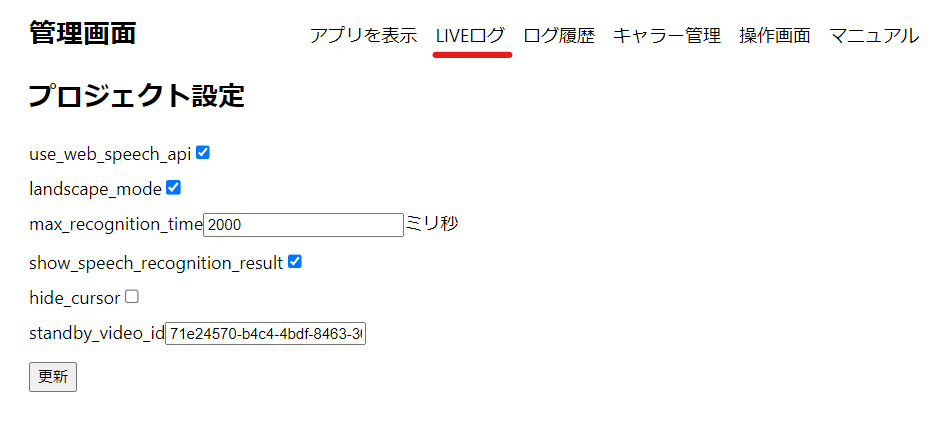 管理画面 アプリを表示 LIVEログ ログ履歴 キャラー管理 操作画面 マニュアル
プロジェクト設定
use_web_speech_api
landscape_mode
max_recognition_time 2000 ミリ秒
show_speech_recognition_result
hide_cursor
standby_video_id 71e24570-b4c4-4bdf-8463-3
更新